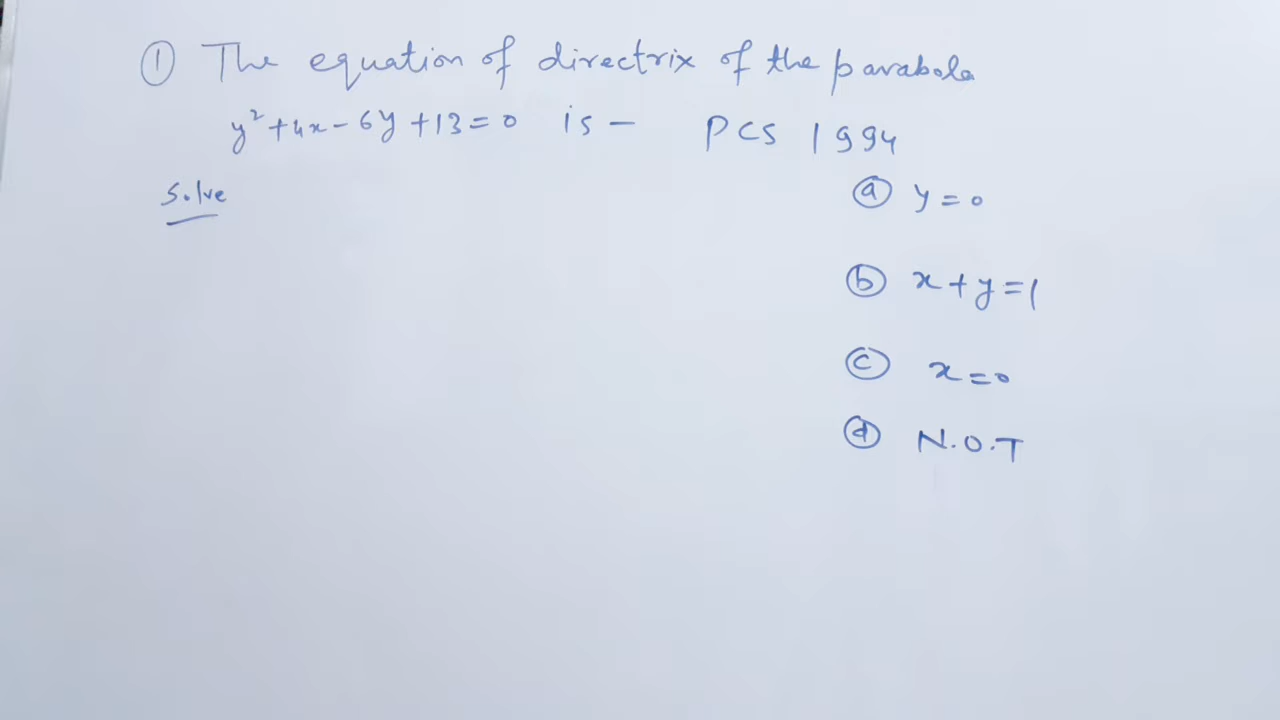 ① The equation of directrix of the parabola
y² + 4x - 6y + 13 = 0 is - PCS 1994
Solve
ⓐ y = 0
ⓑ x + y = 1
ⓒ x = 0
ⓓ N.O.T